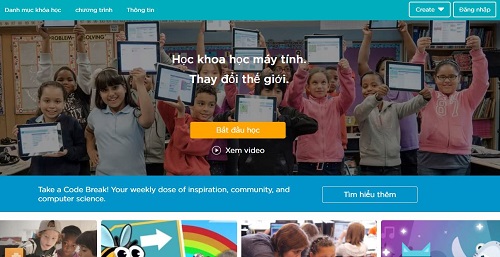 Danh mục khóa học chương trình Thông tin Create Đăng nhập
Học khoa học máy tính.
Thay đổi thế giới.
Bắt đầu học
Xem video
Take a Code Break! Your weekly dose of inspiration, community, and
computer science.
Tìm hiểu thêm